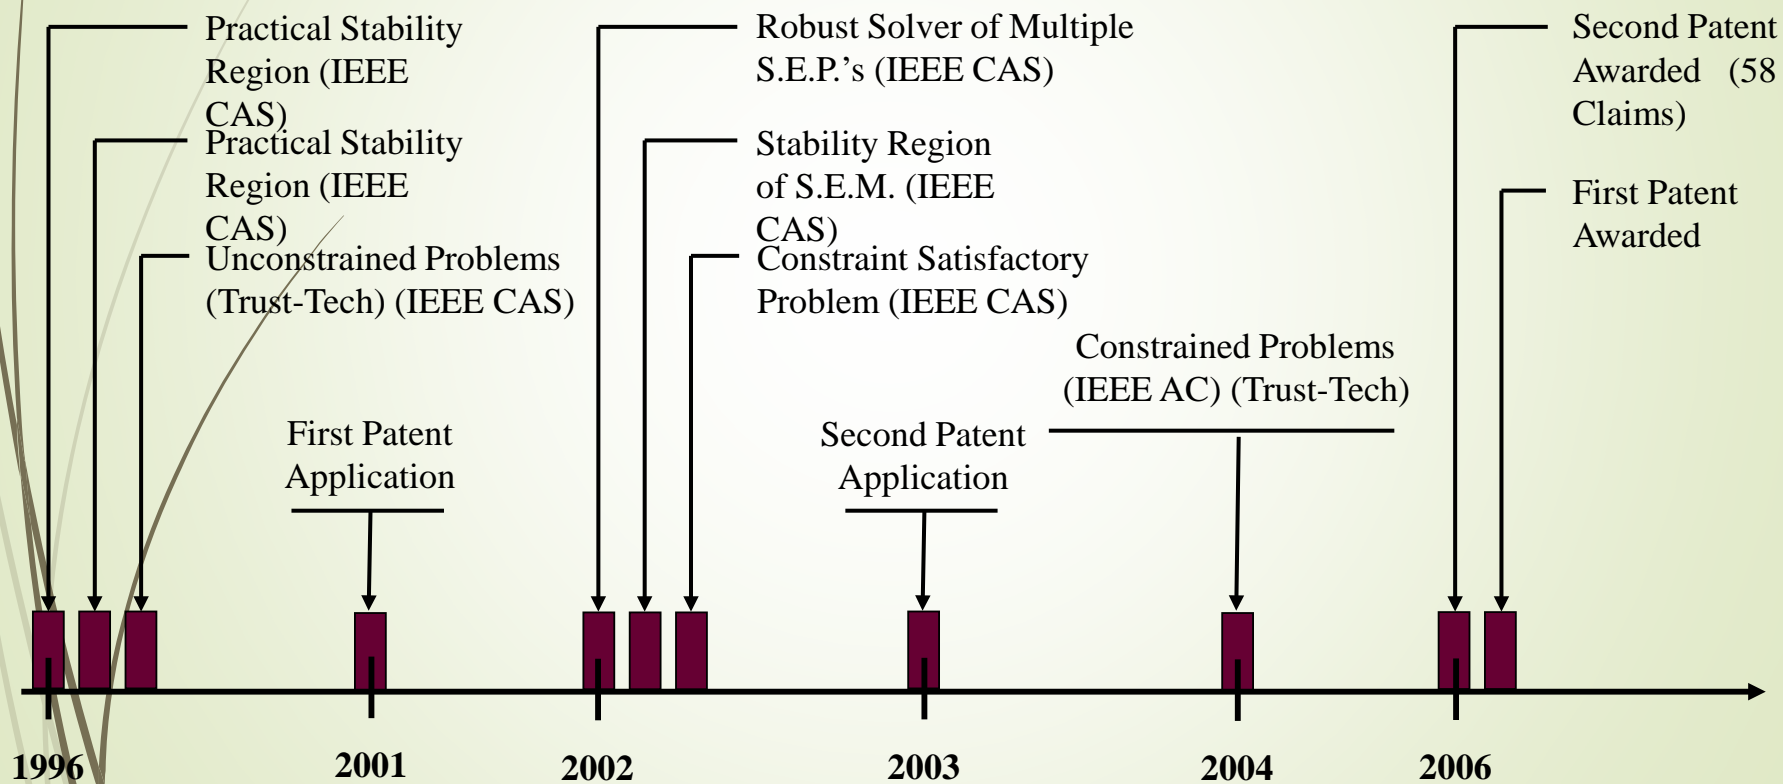 Practical Stability
Region (IEEE
CAS)
Practical Stability
Region (IEEE
CAS)
Unconstrained Problems
(Trust-Tech) (IEEE CAS)
First Patent
Application
Robust Solver of Multiple
S.E.P.’s (IEEE CAS)
Stability Region
of S.E.M. (IEEE
CAS)
Constraint Satisfactory
Problem (IEEE CAS)
Second Patent
Application
Constrained Problems
(IEEE AC) (Trust-Tech)
Second Patent
Awarded (58
Claims)
First Patent
Awarded
1996
2001
2002
2003
2004
2006